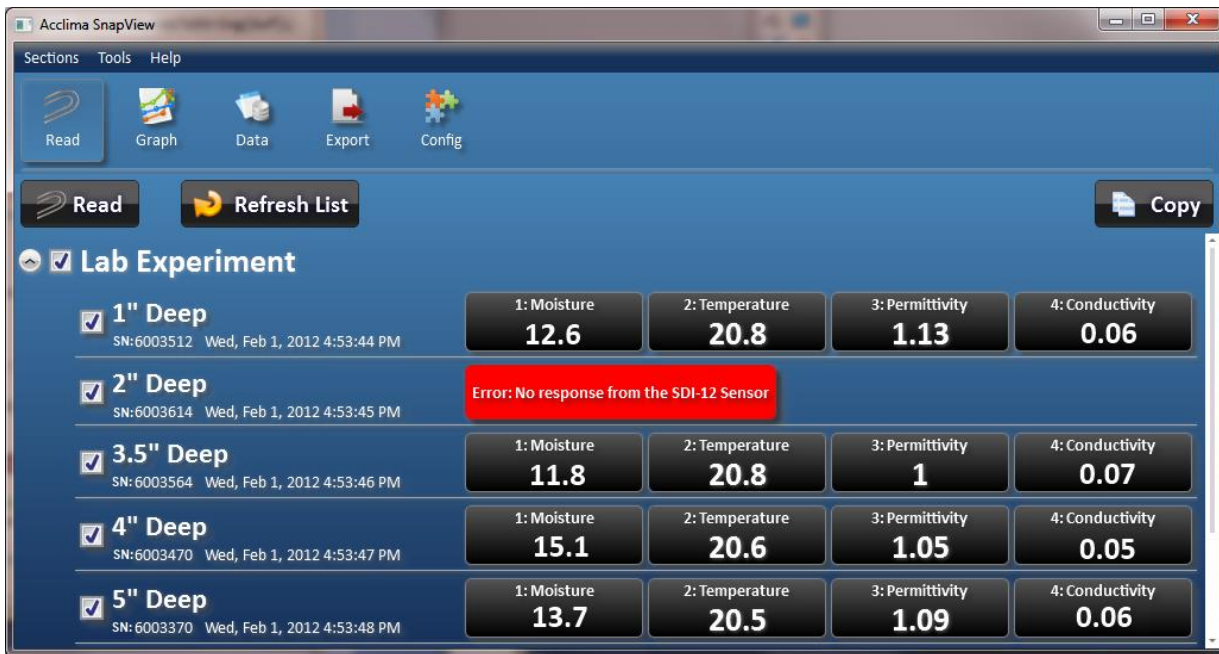 Acclima SnapView
Sections Tools Help
Read Graph Data Export Config
Read Refresh List Copy
Lab Experiment
1" Deep
SN:6003512 Wed, Feb 1, 2012 4:53:44 PM
1: Moisture 2: Temperature 3: Permittivity 4: Conductivity
12.6 20.8 1.13 0.06
2" Deep
SN:6003614 Wed, Feb 1, 2012 4:53:45 PM
Error: No response from the SDI-12 Sensor
3.5" Deep
SN:6003564 Wed, Feb 1, 2012 4:53:46 PM
1: Moisture 2: Temperature 3: Permittivity 4: Conductivity
11.8 20.8 1 0.07
4" Deep
SN:6003470 Wed, Feb 1, 2012 4:53:47 PM
1: Moisture 2: Temperature 3: Permittivity 4: Conductivity
15.1 20.6 1.05 0.05
5" Deep
SN:6003370 Wed, Feb 1, 2012 4:53:48 PM
1: Moisture 2: Temperature 3: Permittivity 4: Conductivity
13.7 20.5 1.09 0.06